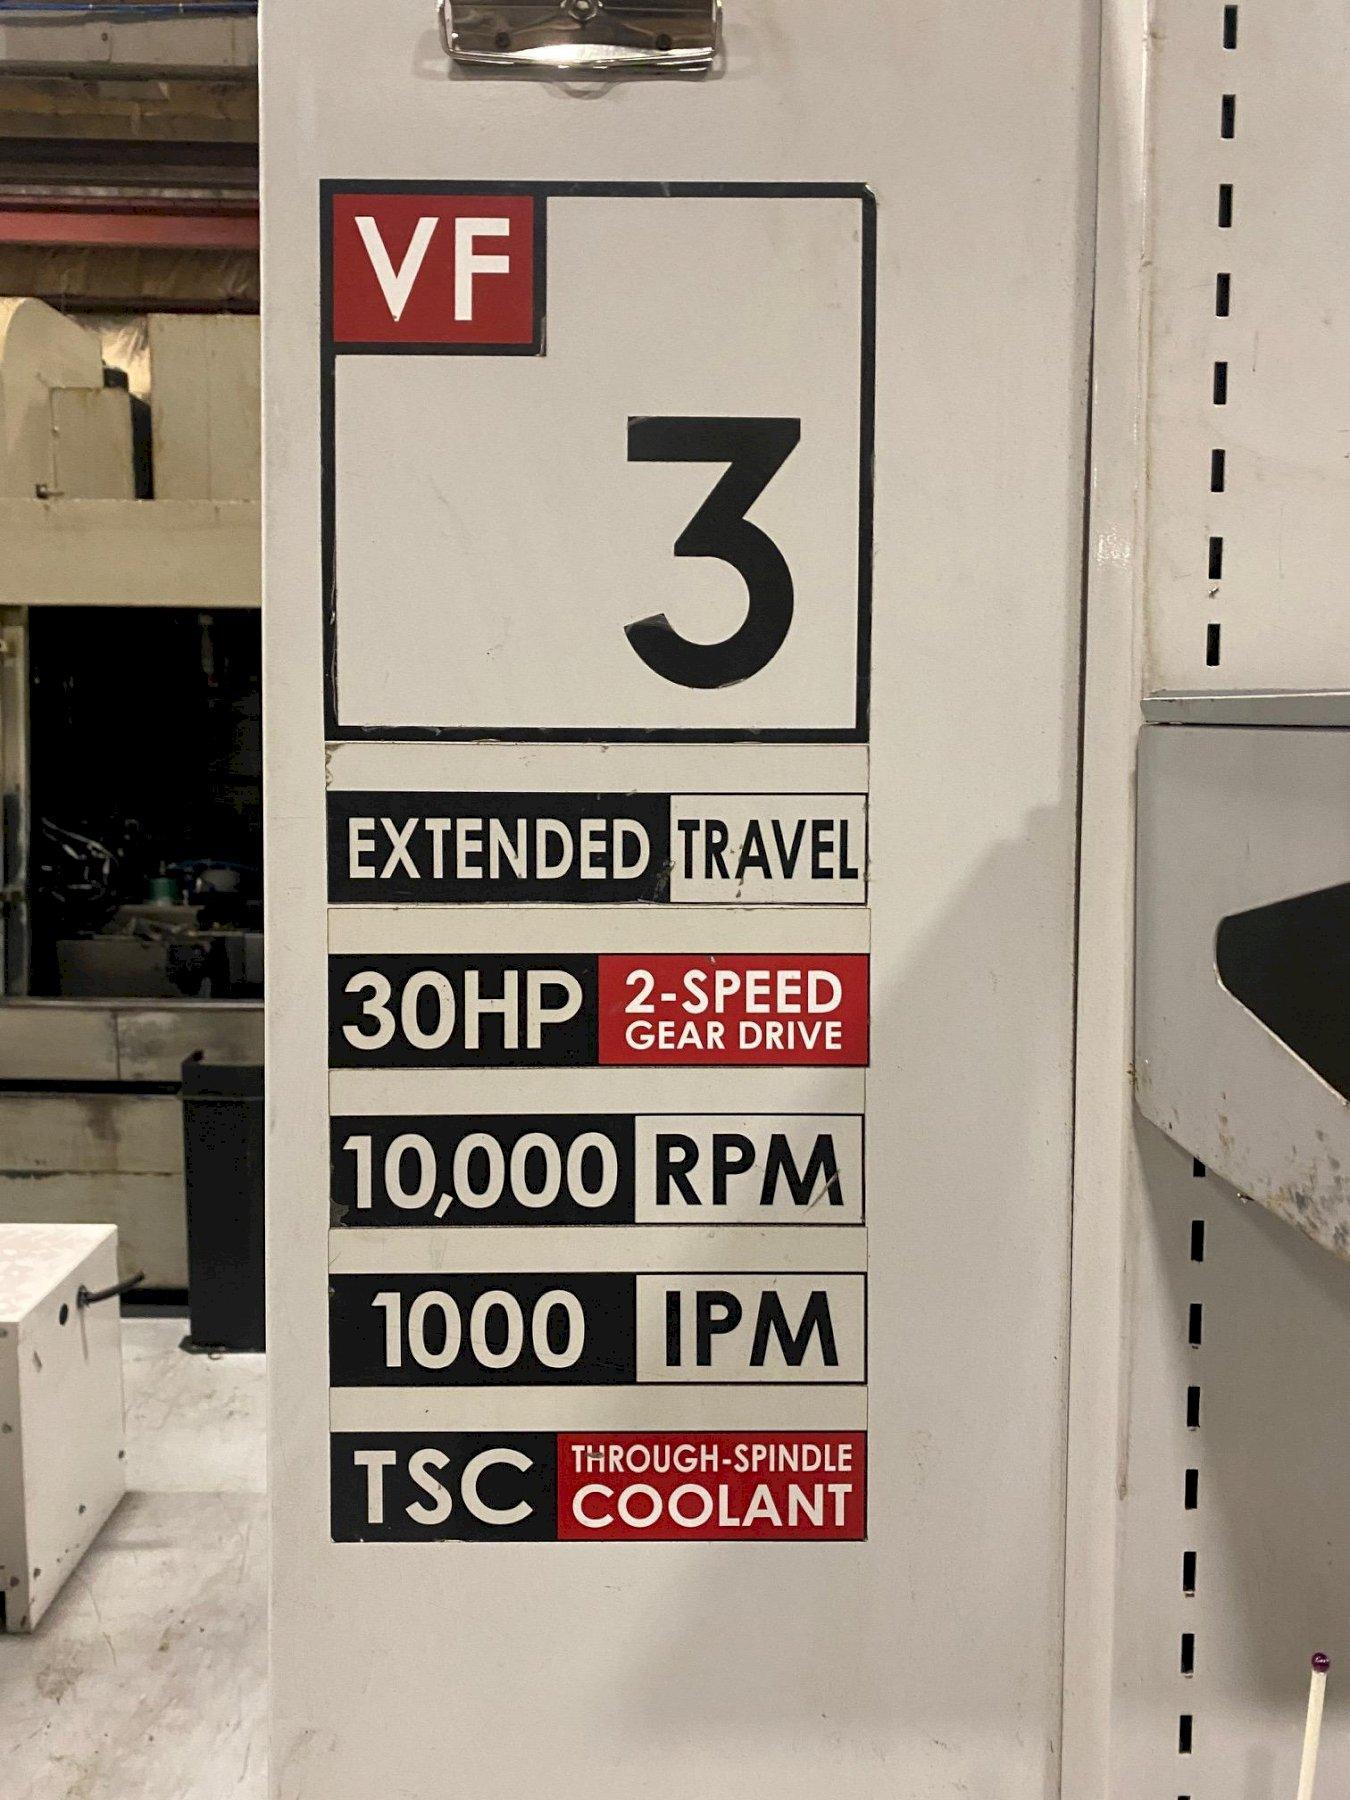 VF
3
EXTENDED TRAVEL
30HP 2-SPEED
GEAR DRIVE
10,000 RPM
1000 IPM
TSC THROUGH-SPINDLE
COOLANT